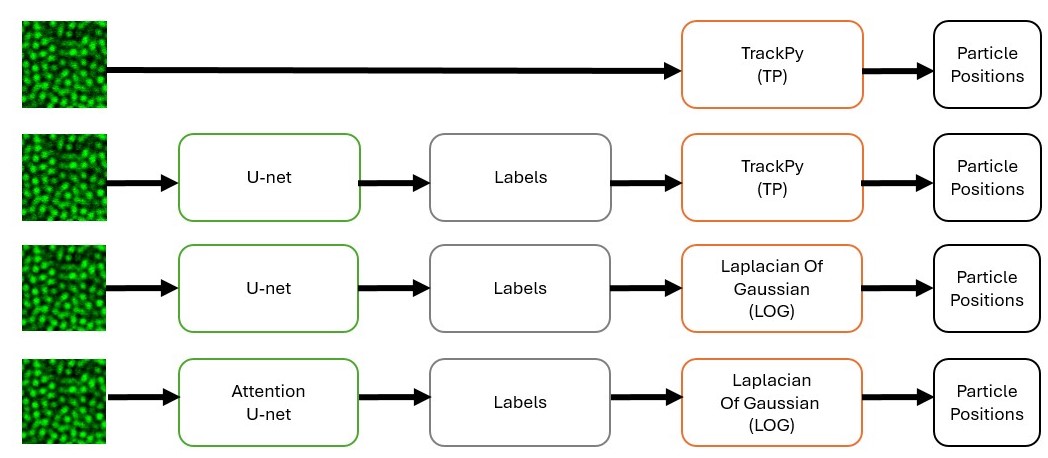 TrackPy
(TP)
Particle
Positions
U-net
Labels
TrackPy
(TP)
Particle
Positions
U-net
Labels
Laplacian Of
Gaussian
(LOG)
Particle
Positions
Attention
U-net
Labels
Laplacian
Of Gaussian
(LOG)
Particle
Positions